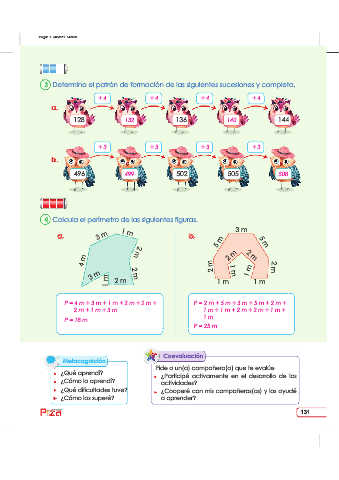 3 Determina el patrón de formación de las siguientes sucesiones y completa.
+ 4 + 4 + 4 + 4
a.
128 132 136 140 144
+ 3 + 3 + 3 + 3
b.
496 499 502 505 508
4 Calcula el perímetro de las siguientes figuras.
a. 3 m 1 m 2 m 2 m 2 m 1 m 3 m 4 m
b. 3 m 5 m 5 m 2 m 2 m 2 m 1 m 1 m 1 m 1 m 2 m
P = 4 m + 3 m + 1 m + 2 m + 2 m +
2 m + 1 m + 3 m
P = 18 m
P = 2 m + 5 m + 3 m + 5 m + 2 m +
1 m + 1 m + 2 m + 2 m + 1 m +
1 m
P = 25 m
Metacognición
¿Qué aprendí?
¿Cómo lo aprendí?
¿Qué dificultades tuve?
¿Cómo las superé?
Coevaluación
Pide a un(a) compañero(a) que te evalúe.
¿Participé activamente en el desarrollo de las
actividades?
¿Cooperé con mis compañeros(as) y los ayudé
a aprender?
131